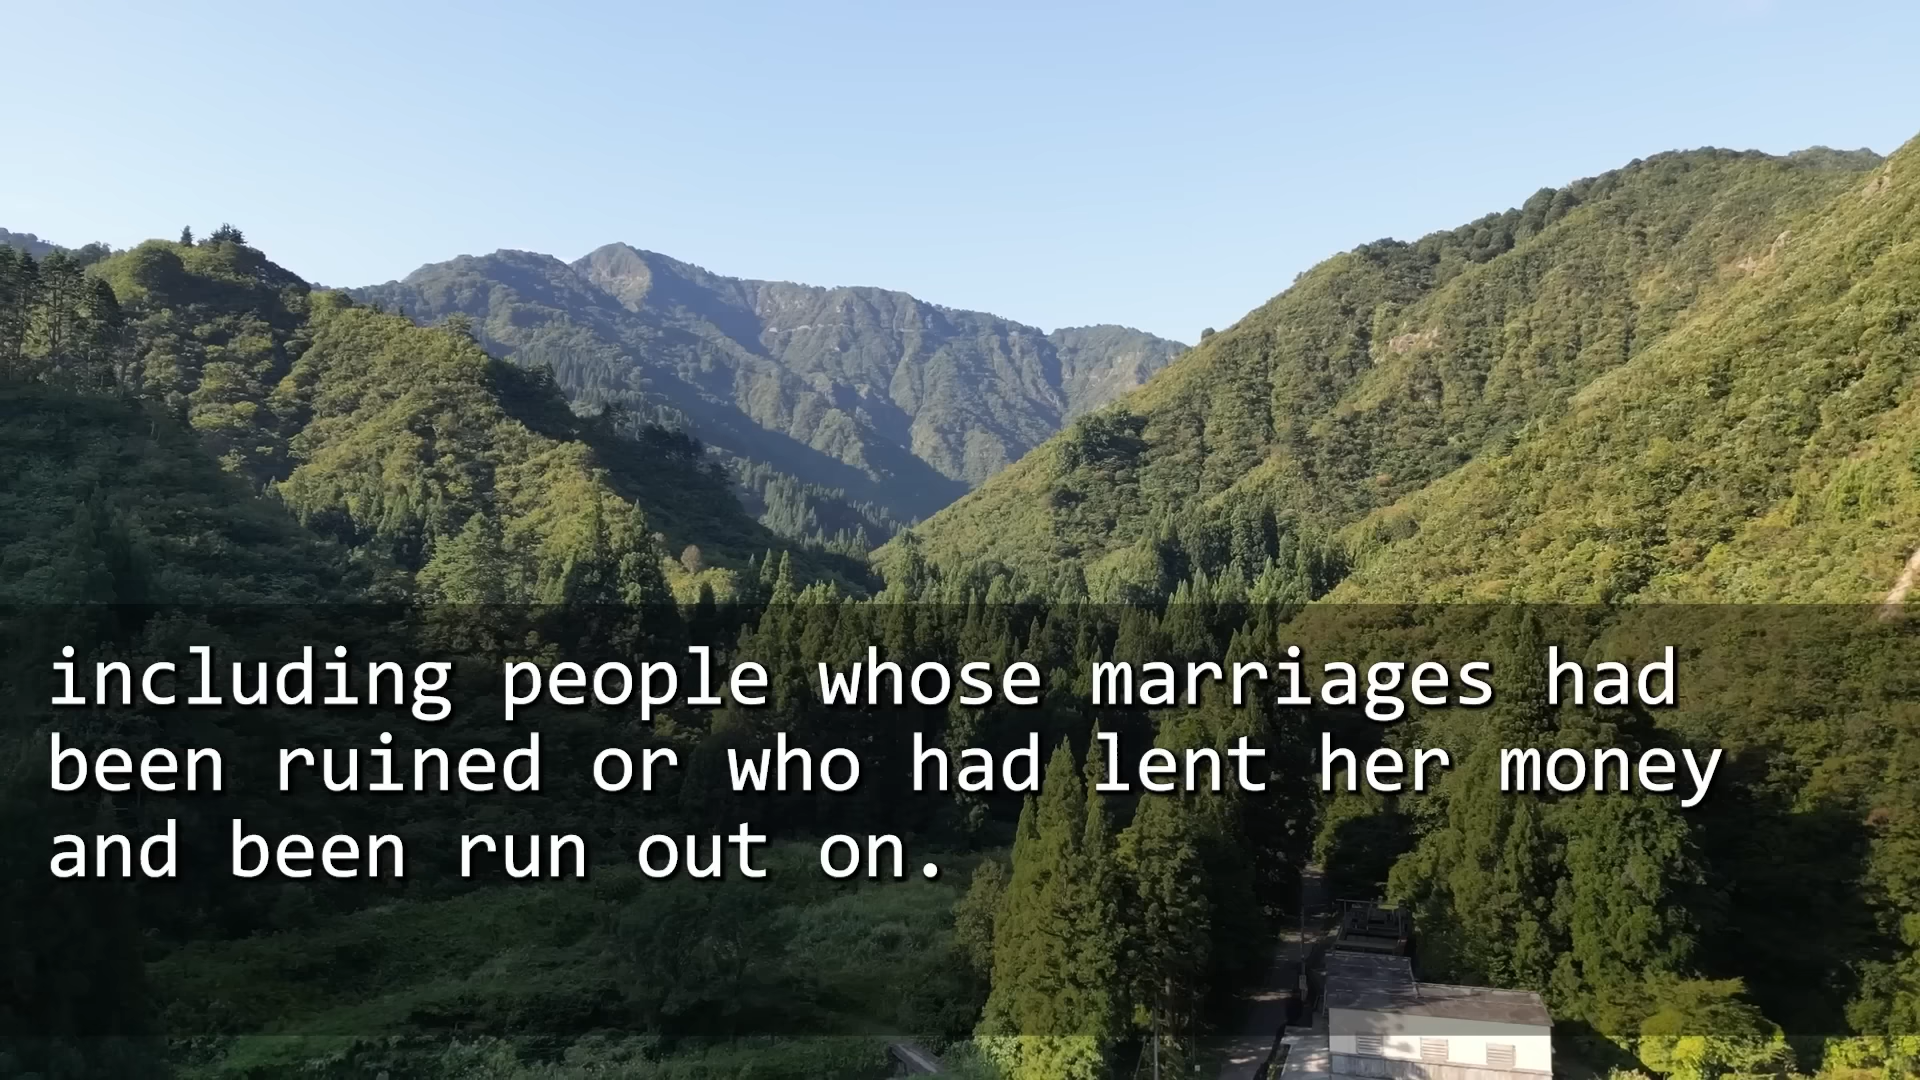 including people whose marriages had
been ruined or who had lent her money
and been run out on.